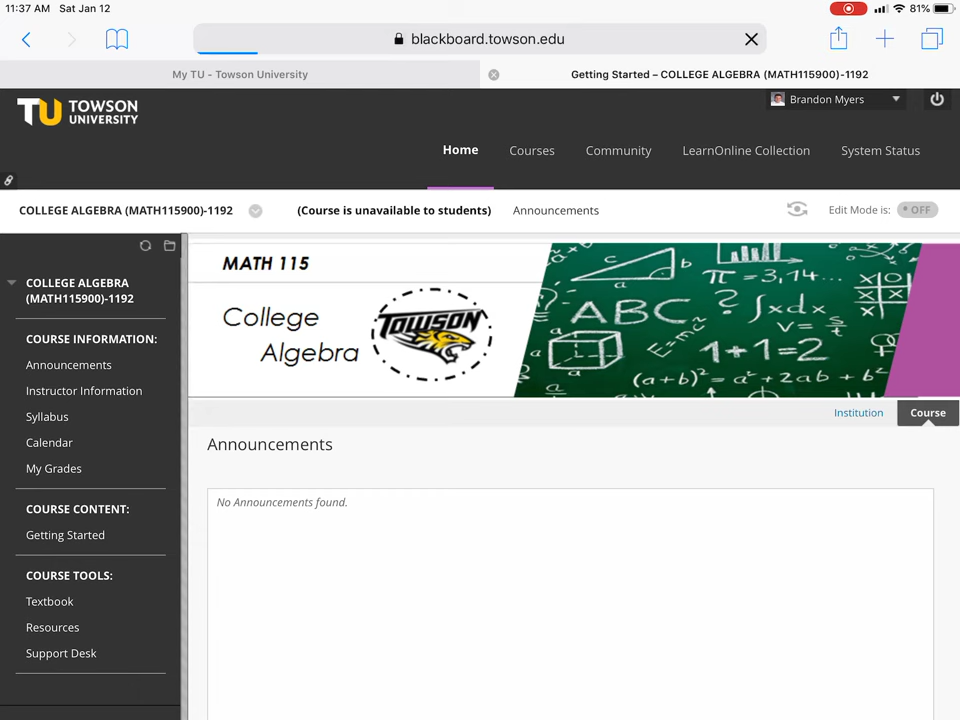 11:37 AM Sat Jan 12
81%
blackboard.towson.edu
My TU - Towson University
Getting Started – COLLEGE ALGEBRA (MATH115900)-1192
TU TOWSON
UNIVERSITY
Brandon Myers
Home Courses Community LearnOnline Collection System Status
COLLEGE ALGEBRA (MATH115900)-1192 (Course is unavailable to students) Announcements
Edit Mode is: • OFF
COLLEGE ALGEBRA
(MATH115900)-1192
COURSE INFORMATION:
Announcements
Instructor Information
Syllabus
Calendar
My Grades
COURSE CONTENT:
Getting Started
COURSE TOOLS:
Textbook
Resources
Support Desk
MATH 115
College
Algebra
TOWSON
c b
a
π = 3,14...
ABC ? ∫xdx
V = s/t
E=mc²
1+1=2
(a+b)² = a² + 2ab + b²
Institution Course
Announcements
No Announcements found.